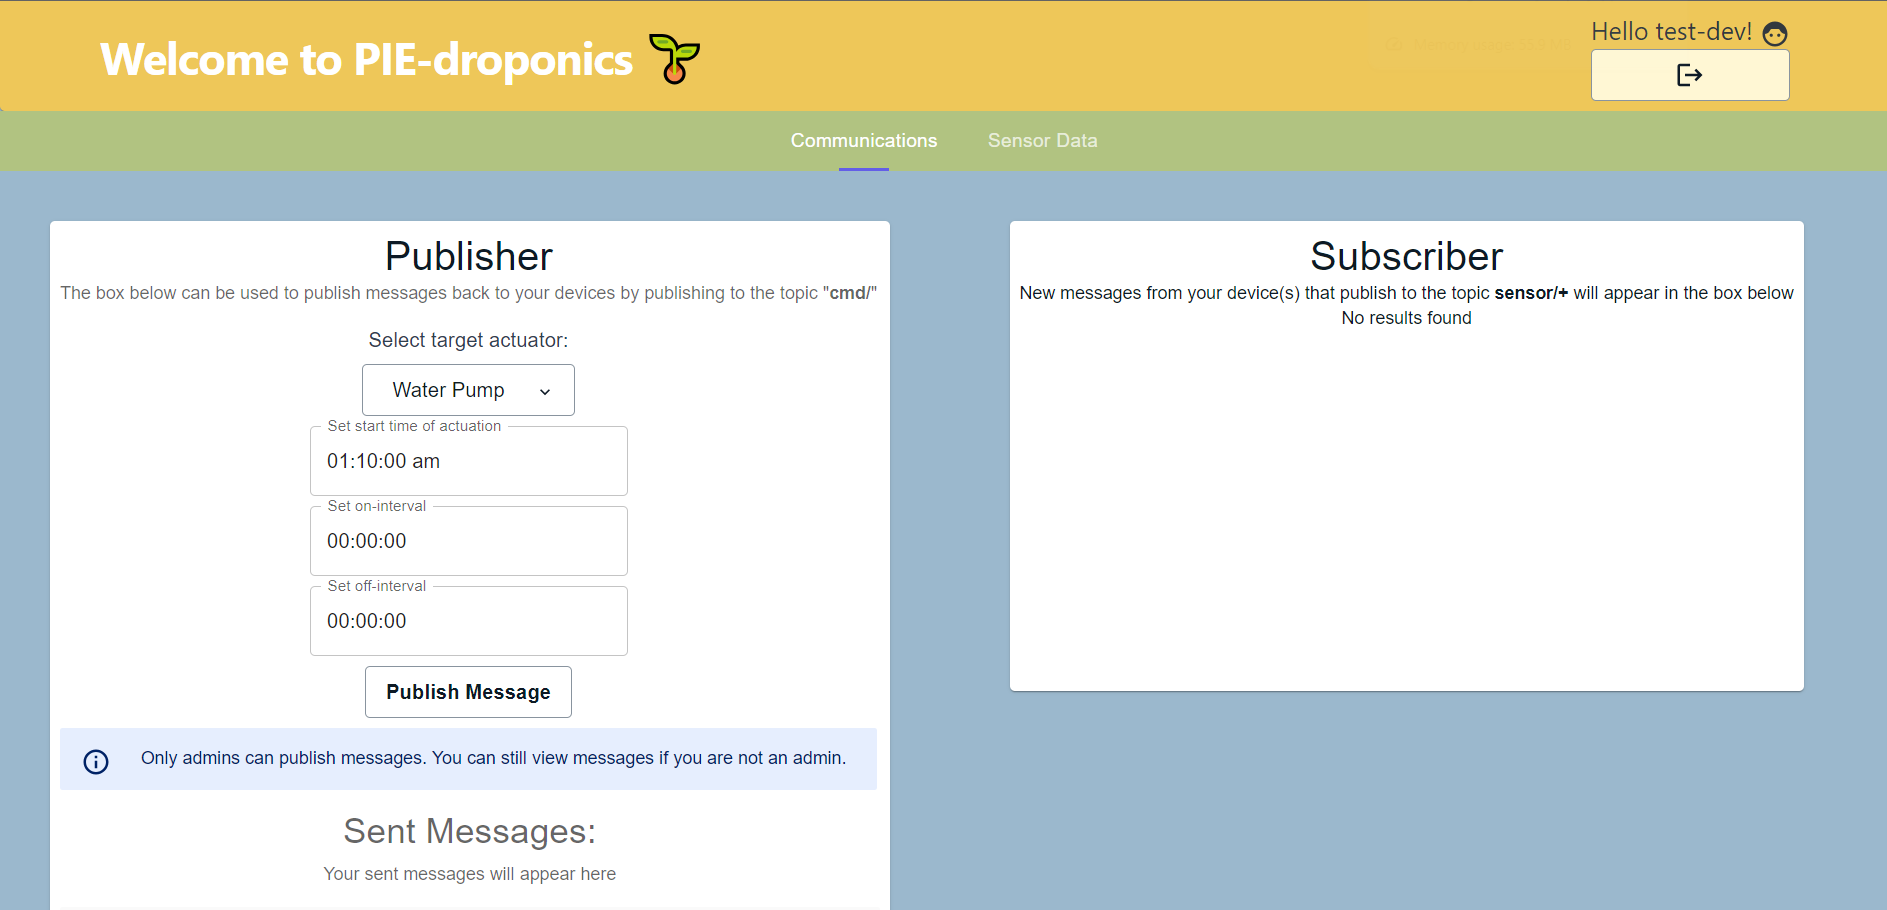 Welcome to PIE-droponics
Hello test-dev!
Communications
Sensor Data
Publisher
The box below can be used to publish messages back to your devices by publishing to the topic "cmd/"
Select target actuator:
Water Pump
Set start time of actuation
01:10:00 am
Set on-interval
00:00:00
Set off-interval
00:00:00
Publish Message
Only admins can publish messages. You can still view messages if you are not an admin.
Sent Messages:
Your sent messages will appear here
Subscriber
New messages from your device(s) that publish to the topic sensor/+ will appear in the box below
No results found